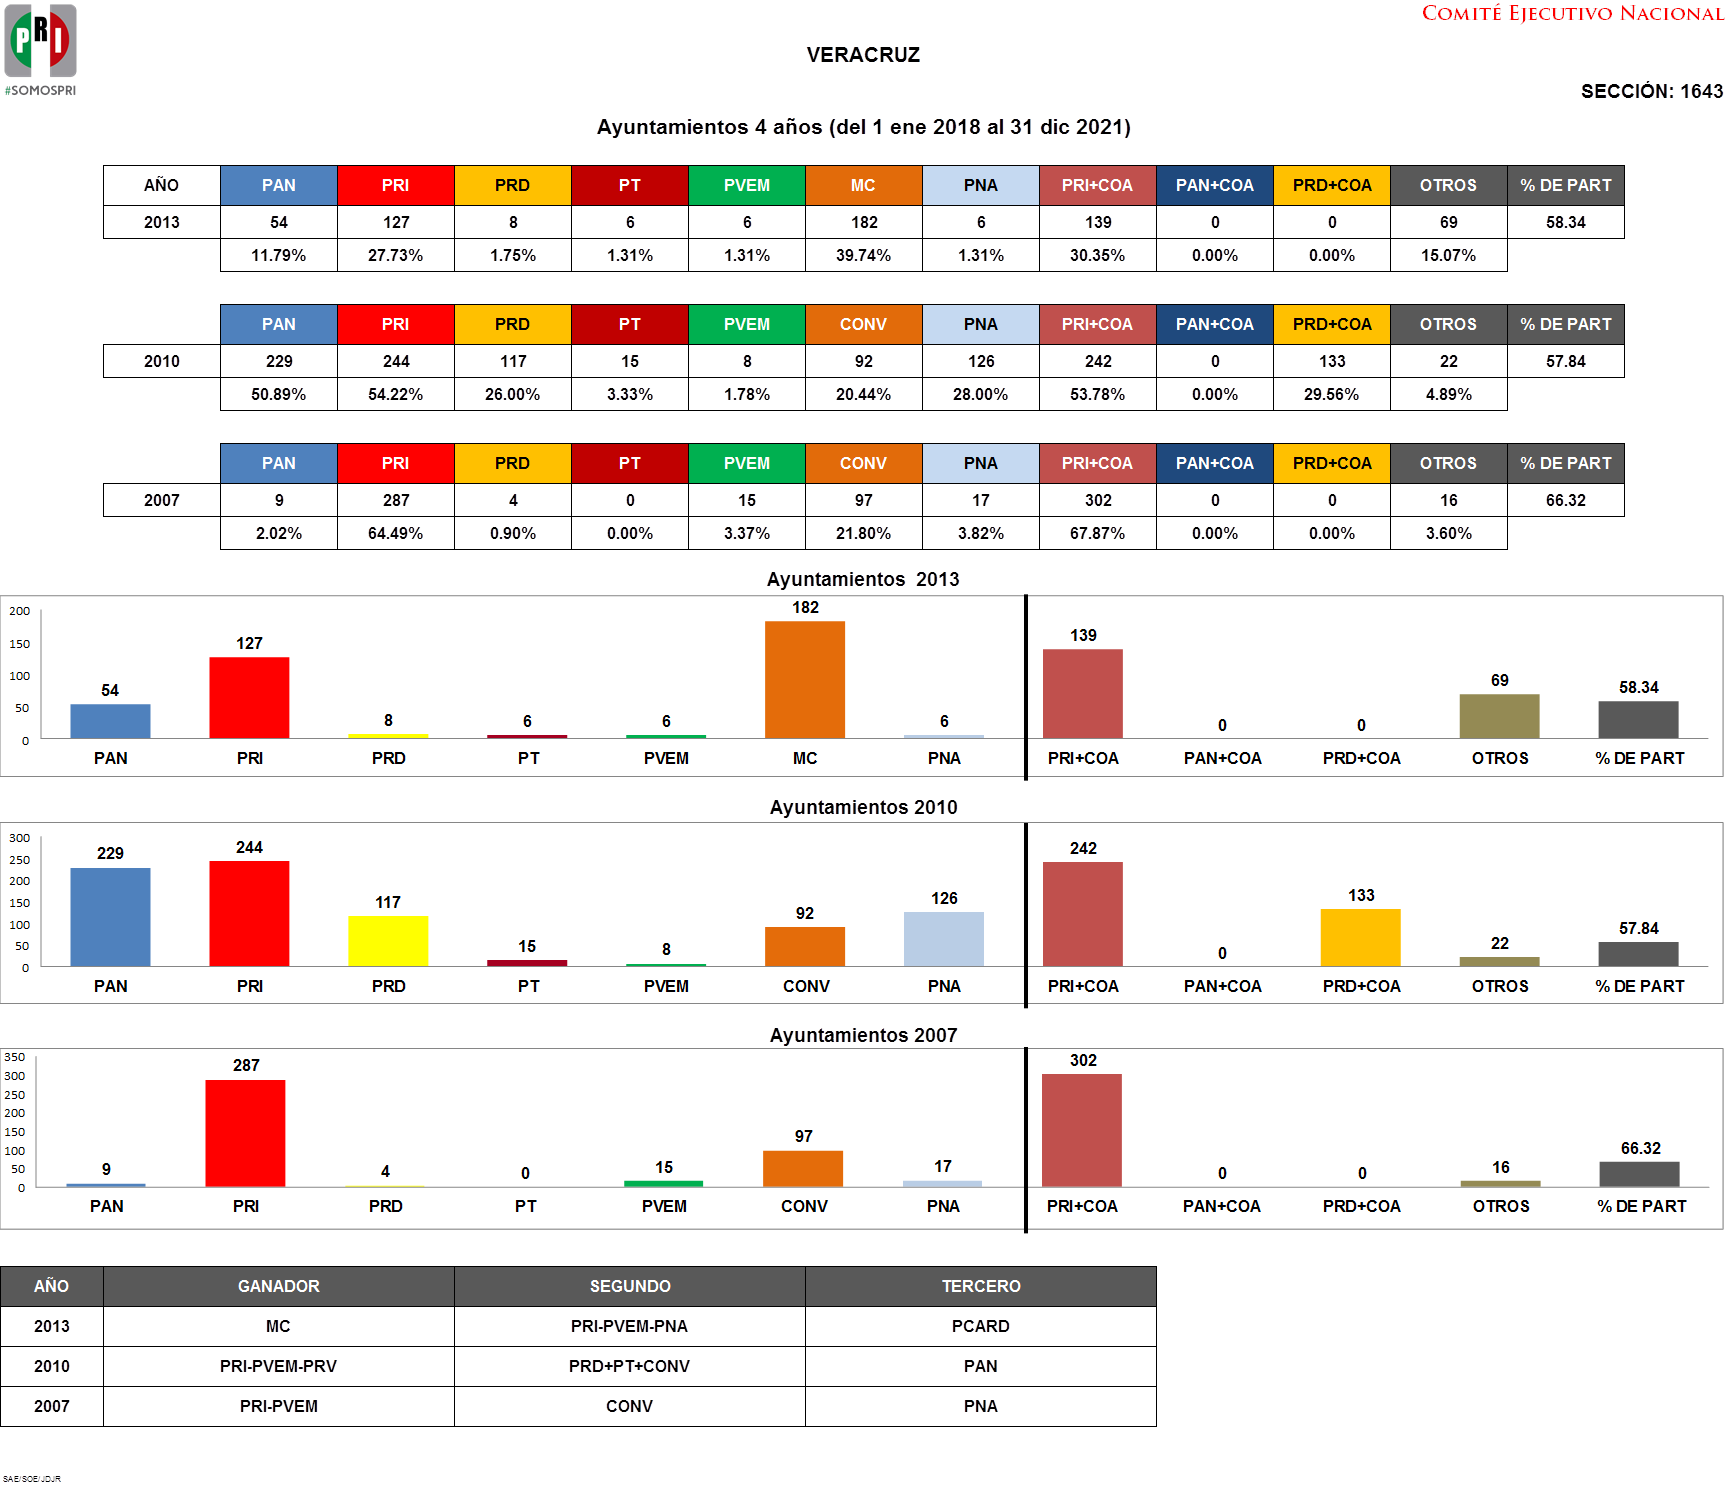 PRI
#SOMOSPRI
COMITÉ EJECUTIVO NACIONAL
VERACRUZ
SECCIÓN: 1643
Ayuntamientos 4 años (del 1 ene 2018 al 31 dic 2021)
AÑO PAN PRI PRD PT PVEM MC PNA PRI+COA PAN+COA PRD+COA OTROS % DE PART
2013 54 127 8 6 6 182 6 139 0 0 69 58.34
11.79% 27.73% 1.75% 1.31% 1.31% 39.74% 1.31% 30.35% 0.00% 0.00% 15.07%
PAN PRI PRD PT PVEM CONV PNA PRI+COA PAN+COA PRD+COA OTROS % DE PART
2010 229 244 117 15 8 92 126 242 0 133 22 57.84
50.89% 54.22% 26.00% 3.33% 1.78% 20.44% 28.00% 53.78% 0.00% 29.56% 4.89%
PAN PRI PRD PT PVEM CONV PNA PRI+COA PAN+COA PRD+COA OTROS % DE PART
2007 9 287 4 0 15 97 17 302 0 0 16 66.32
2.02% 64.49% 0.90% 0.00% 3.37% 21.80% 3.82% 67.87% 0.00% 0.00% 3.60%
Ayuntamientos 2013
200
150
100
50
0
54 127 8 6 6 182 6 139 0 0 69 58.34
PAN PRI PRD PT PVEM MC PNA PRI+COA PAN+COA PRD+COA OTROS % DE PART
Ayuntamientos 2010
300
250
200
150
100
50
0
229 244 117 15 8 92 126 242 0 133 22 57.84
PAN PRI PRD PT PVEM CONV PNA PRI+COA PAN+COA PRD+COA OTROS % DE PART
Ayuntamientos 2007
350
300
250
200
150
100
50
0
9 287 4 0 15 97 17 302 0 0 16 66.32
PAN PRI PRD PT PVEM CONV PNA PRI+COA PAN+COA PRD+COA OTROS % DE PART
AÑO GANADOR SEGUNDO TERCERO
2013 MC PRI-PVEM-PNA PCARD
2010 PRI-PVEM-PRV PRD+PT+CONV PAN
2007 PRI-PVEM CONV PNA
SAE/SOE/JDJR